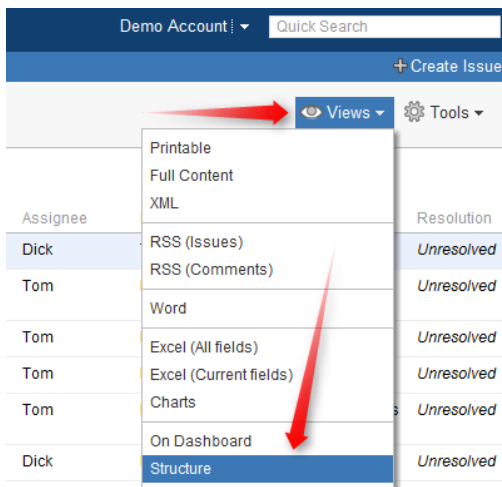 Demo Account
Quick Search
Create Issue
Views
Tools
Printable
Full Content
XML
Assignee
Resolution
RSS (Issues)
Dick
Unresolved
RSS (Comments)
Tom
Unresolved
Word
Tom
Unresolved
Excel (All fields)
Tom
Excel (Current fields)
Unresolved
Charts
Tom
s
Unresolved
On Dashboard
Dick
Structure
Unresolved